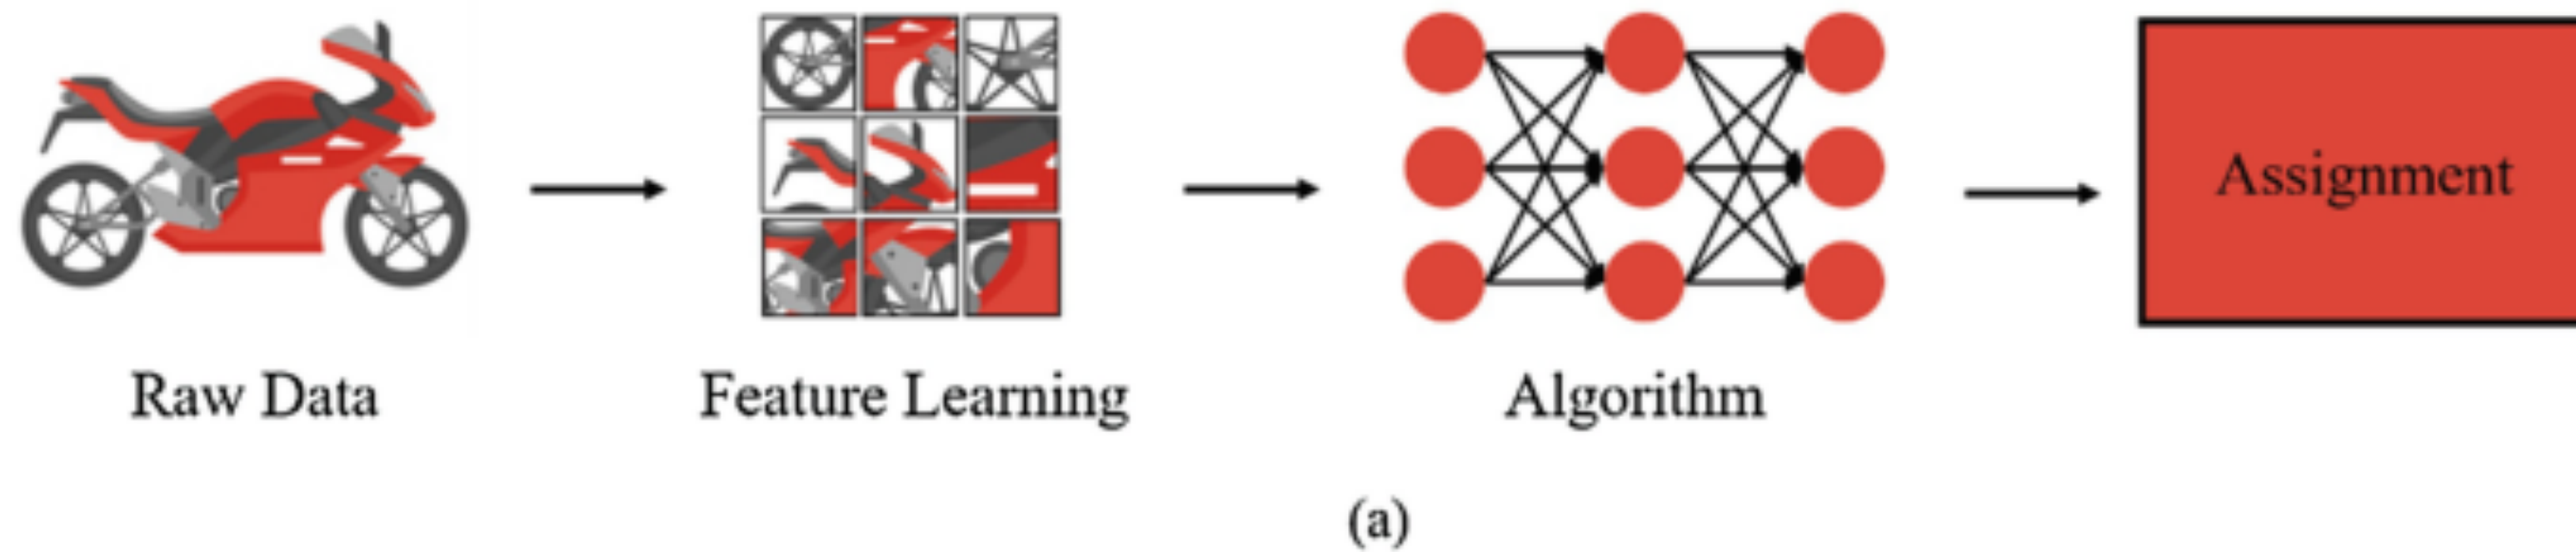 Assignment
Raw Data
Feature Learning
Algorithm
(a)